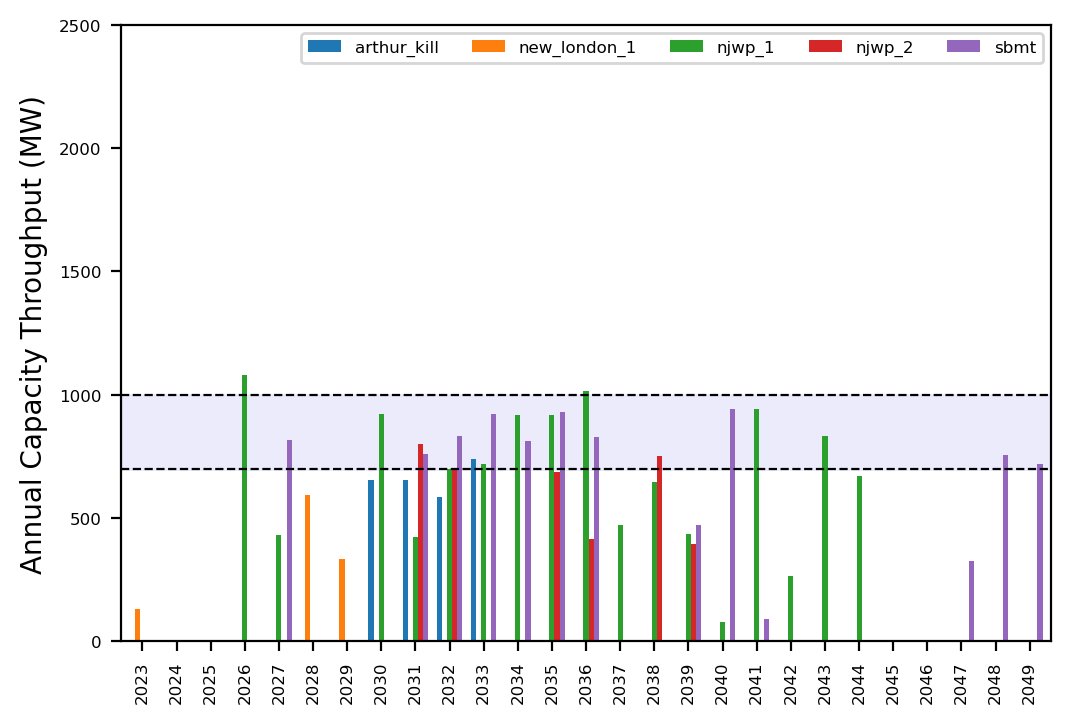 2500
arthur_kill new_london_1 njwp_1 njwp_2 sbmt
2000
1500
1000
500
0
Annual Capacity Throughput (MW)
2023 2024 2025 2026 2027 2028 2029 2030 2031 2032 2033 2034 2035 2036 2037 2038 2039 2040 2041 2042 2043 2044 2045 2046 2047 2048 2049